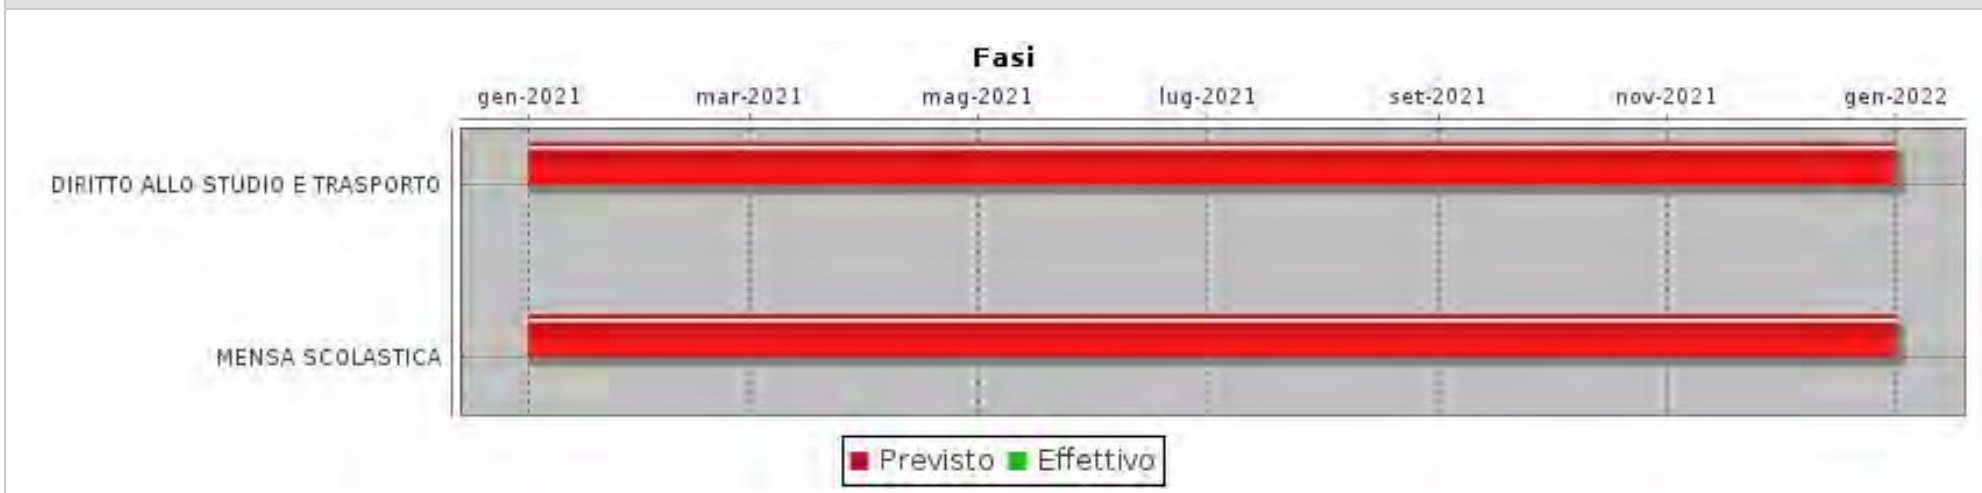 Fasi
gen-2021 mar-2021 mag-2021 lug-2021 set-2021 nov-2021 gen-2022
DIRITTO ALLO STUDIO E TRASPORTO
MENSA SCOLASTICA
Previsto Effettivo